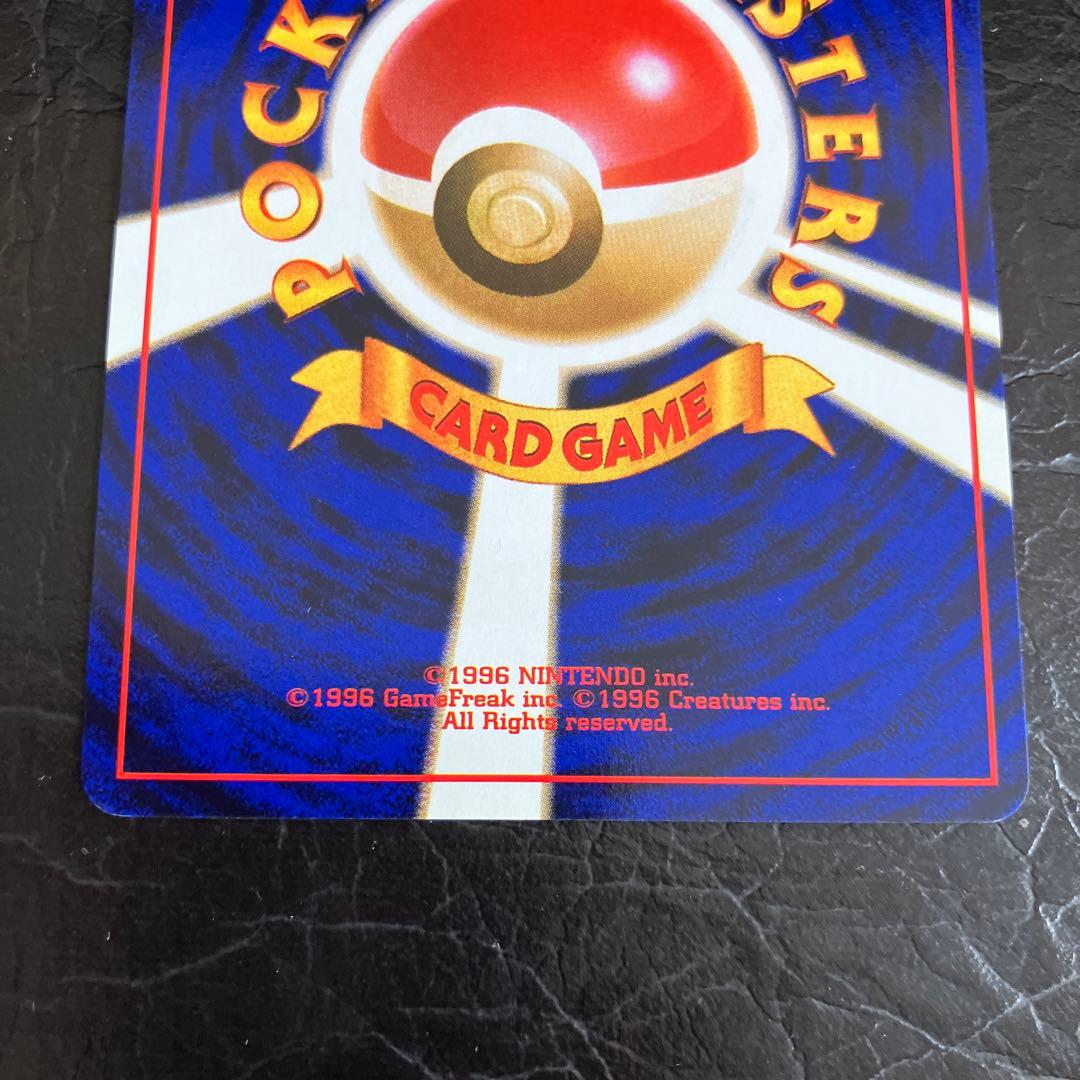 POCK
STERS
CARD GAME
©1996 NINTENDO inc.
©1996 GameFreak inc. ©1996 Creatures inc.
All Rights reserved.